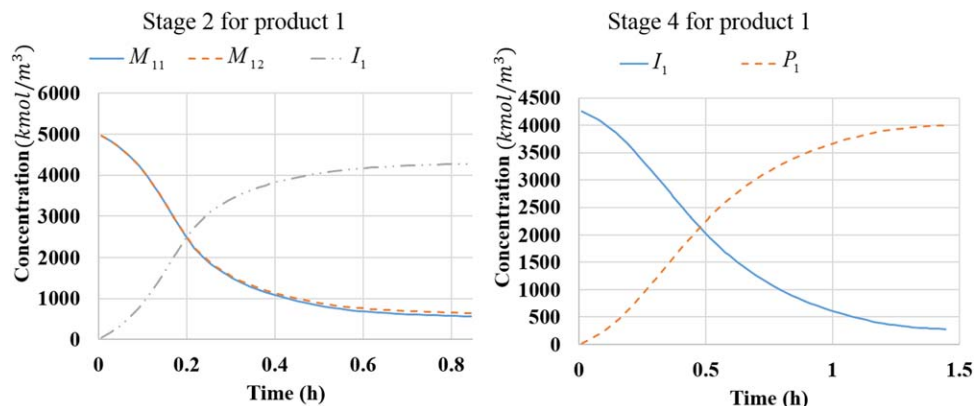 Stage 2 for product 1
M₁₁ M₁₂ I₁
Concentration (kmol/m³)
6000
5000
4000
3000
2000
1000
0
0 0.2 0.4 0.6 0.8
Time (h)
Stage 4 for product 1
I₁ P₁
Concentration (kmol/m³)
4500
4000
3500
3000
2500
2000
1500
1000
500
0
0 0.5 1 1.5
Time (h)